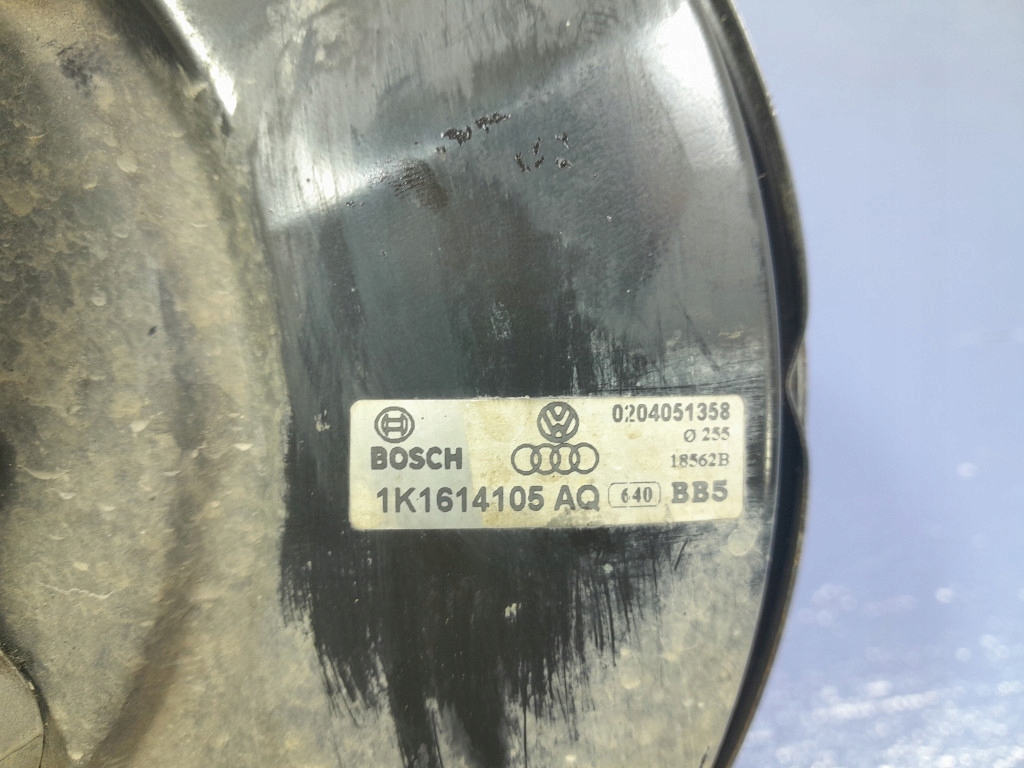 BOSCH
0204051358
Ø 255
18562B
1K1614105 AQ 640 BB5